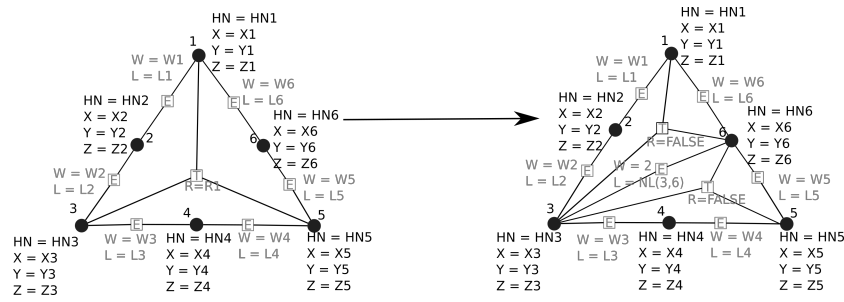 HN = HN1
X = X1
Y = Y1
Z = Z1
1
W = W1
L = L1
E
W = W6
L = L6
E
HN = HN2
X = X2
Y = Y2
Z = Z2
2
HN = HN6
X = X6
Y = Y6
Z = Z6
6
W = W2
L = L2
E
T
R=R1
W = W5
L = L5
E
3
4
5
E
E
HN = HN3
X = X3
Y = Y3
Z = Z3
W = W3
L = L3
HN = HN4
X = X4
Y = Y4
Z = Z4
W = W4
L = L4
HN = HN5
X = X5
Y = Y5
Z = Z5
HN = HN1
X = X1
Y = Y1
Z = Z1
1
W = W1
L = L1
E
W = W6
L = L6
E
HN = HN2
X = X2
Y = Y2
Z = Z2
2
HN = HN6
X = X6
Y = Y6
Z = Z6
6
T
R=FALSE
W = W2
L = L2
E
W = 2
L = NL(3,6)
E
T
R=FALSE
W = W5
L = L5
E
3
4
5
E
E
HN = HN3
X = X3
Y = Y3
Z = Z3
W = W3
L = L3
HN = HN4
X = X4
Y = Y4
Z = Z4
W = W4
L = L4
HN = HN5
X = X5
Y = Y5
Z = Z5